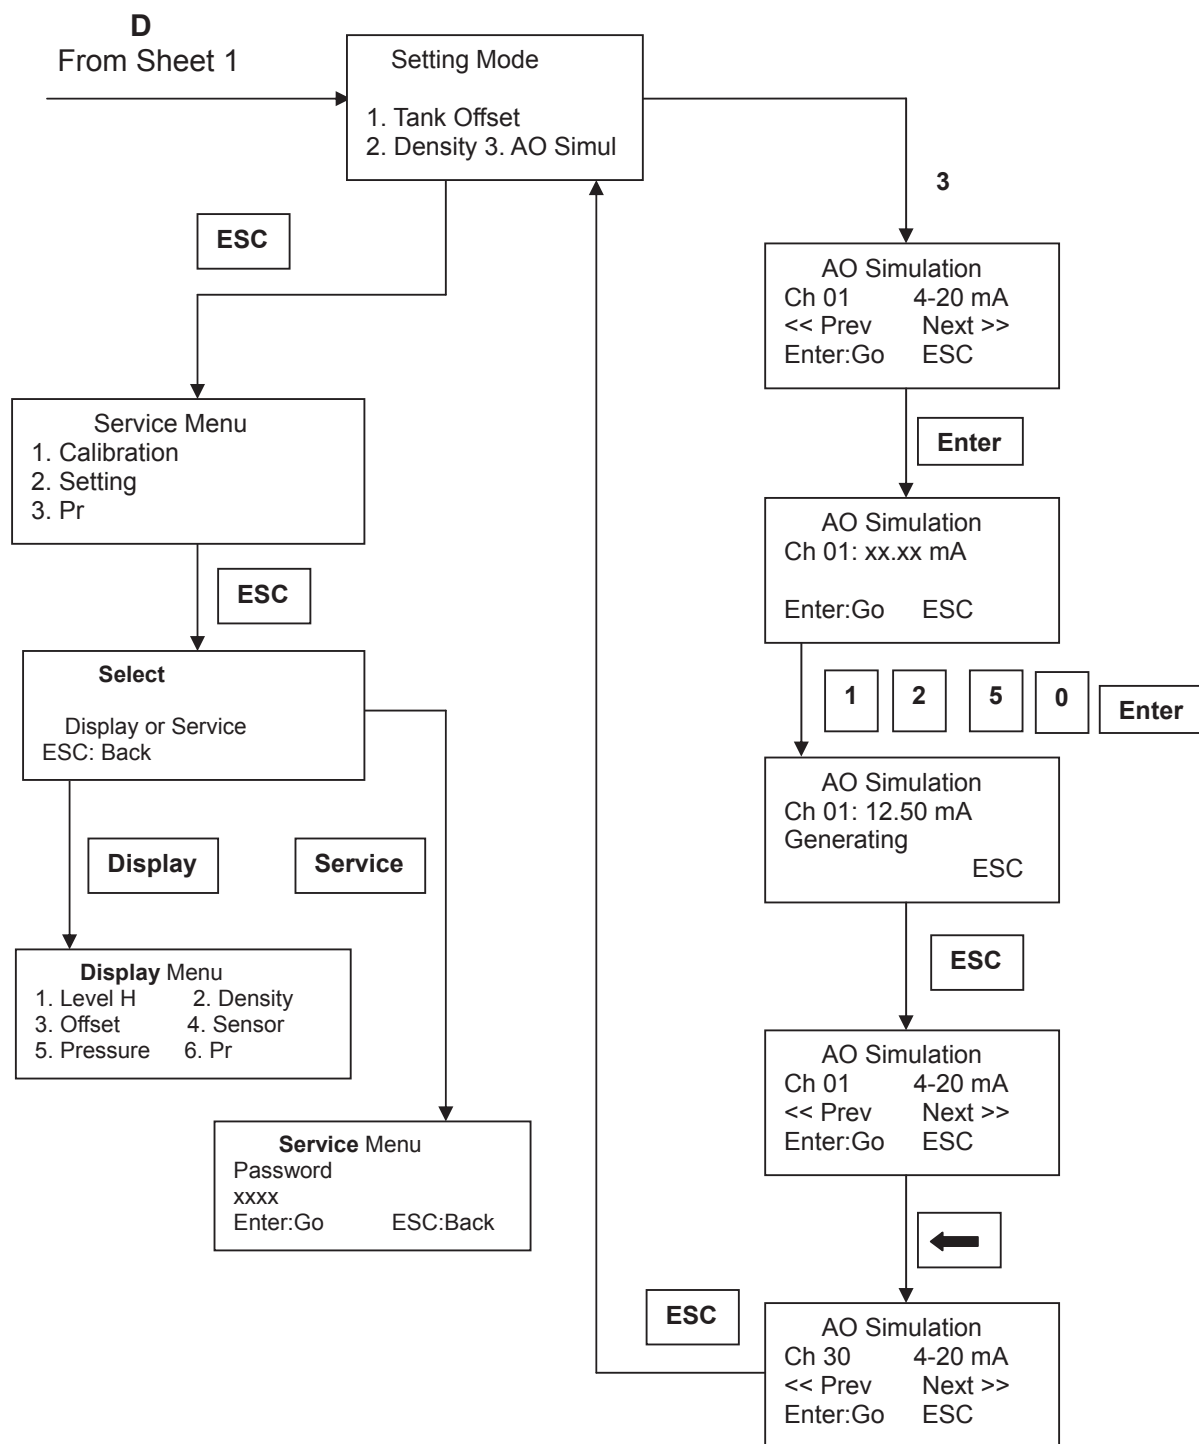 D
From Sheet 1
Setting Mode
1. Tank Offset
2. Density 3. AO Simul
3
ESC
AO Simulation
Ch 01 4-20 mA
<< Prev Next >>
Enter:Go ESC
Enter
Service Menu
1. Calibration
2. Setting
3. Pr
AO Simulation
Ch 01: xx.xx mA
Enter:Go ESC
ESC
Select
Display or Service
ESC: Back
1 2 5 0 Enter
AO Simulation
Ch 01: 12.50 mA
Generating
ESC
Display
Service
ESC
Display Menu
1. Level H 2. Density
3. Offset 4. Sensor
5. Pressure 6. Pr
AO Simulation
Ch 01 4-20 mA
<< Prev Next >>
Enter:Go ESC
Service Menu
Password
xxxx
Enter:Go ESC:Back
ESC
AO Simulation
Ch 30 4-20 mA
<< Prev Next >>
Enter:Go ESC